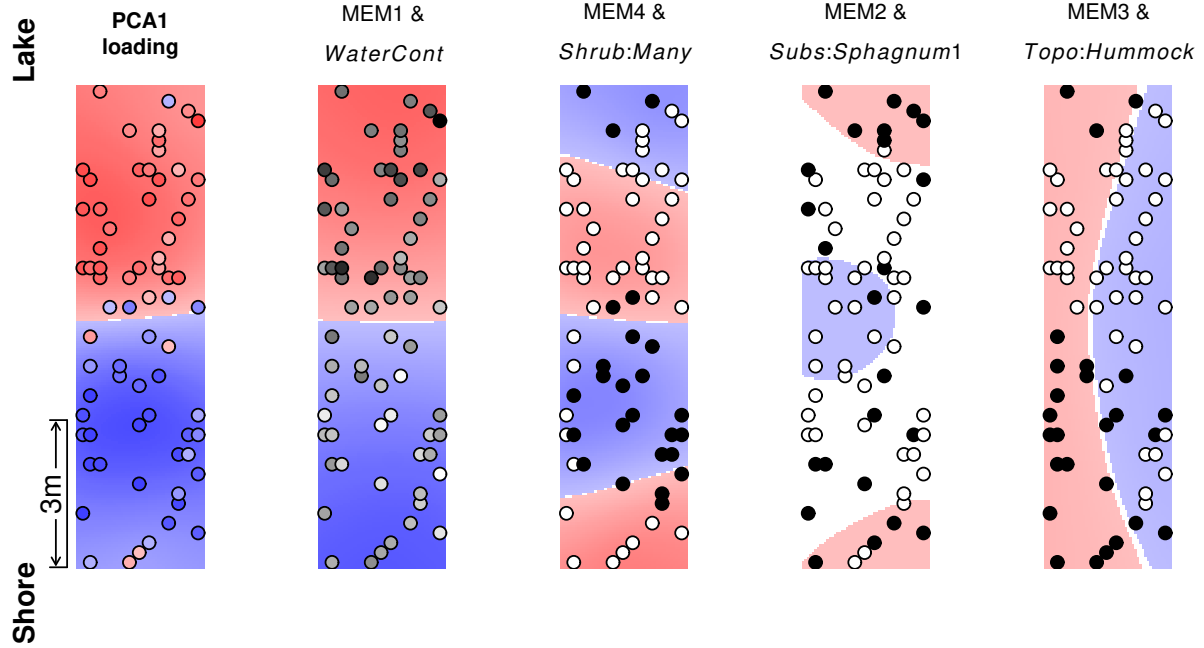 Lake
PCA1
loading
MEM1 &
WaterCont
MEM4 &
Shrub:Many
MEM2 &
Subs:Sphagnum1
MEM3 &
Topo:Hummock
3m
Shore